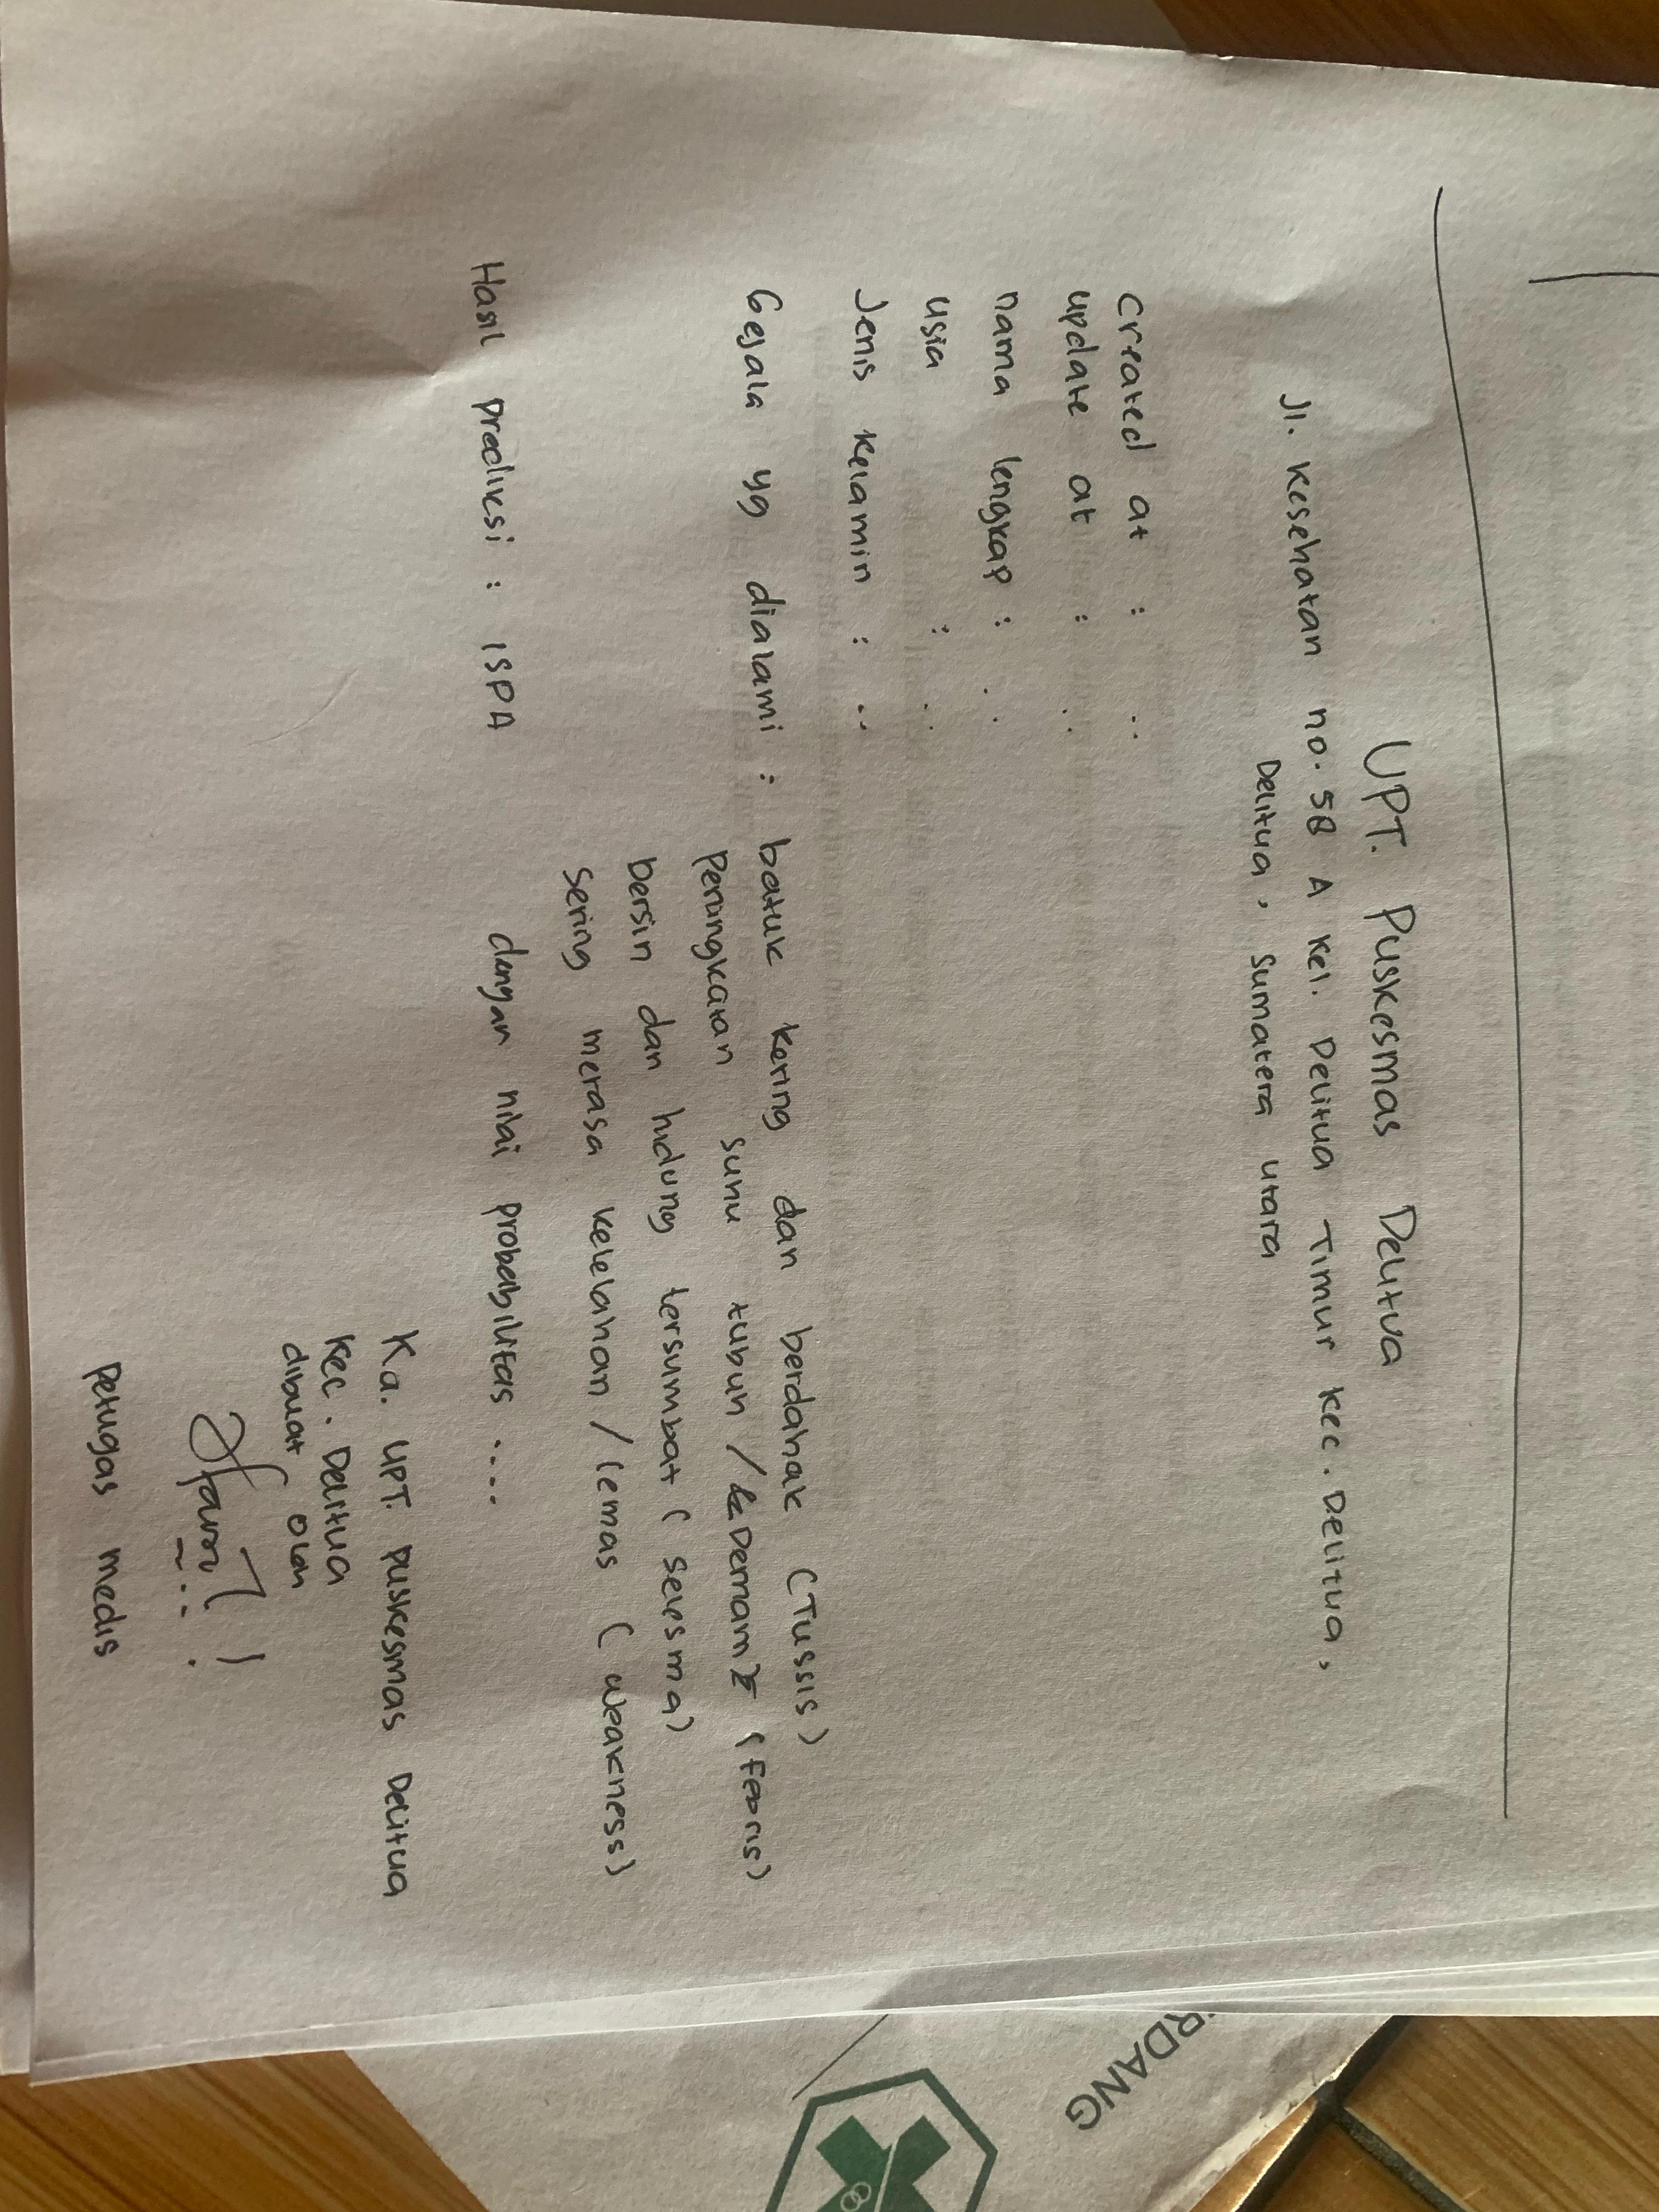 UPT. Puskesmas Delitua
Jl. Kesehatan no. 58 A Kel. Delitua Timur Kec. Delitua,
Delitua, Sumatera Utara
Created at : ..
update at : ..
nama lengkap : ..
usia : ..
Jenis Kelamin : ..
Gejala yg dialami : batuk kering dan berdahak (Tussis)
Perungkatan suhu tubuh / Demam (Febris)
bersin dan hidung tersumbat (Selesma)
Sering merasa kelelahan / lemas (weakness)
Hasil prediksi : ISPA dengan nilai probabilitas ....
Ka. UPT. Puskesmas Delitua
Kec. Delitua
dibuat oleh
petugas medis
RDANG